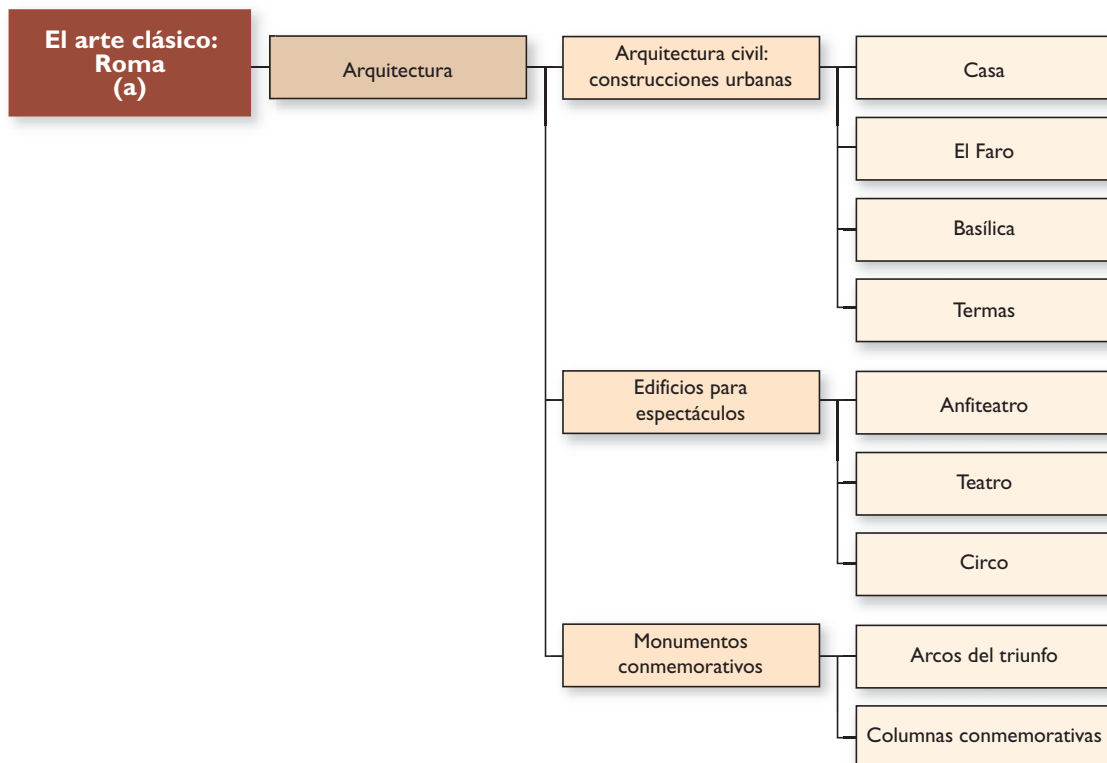 El arte clásico:
Roma
(a)
Arquitectura
Arquitectura civil:
construcciones urbanas
Casa
El Faro
Basílica
Termas
Edificios para
espectáculos
Anfiteatro
Teatro
Circo
Monumentos
conmemorativos
Arcos del triunfo
Columnas conmemorativas